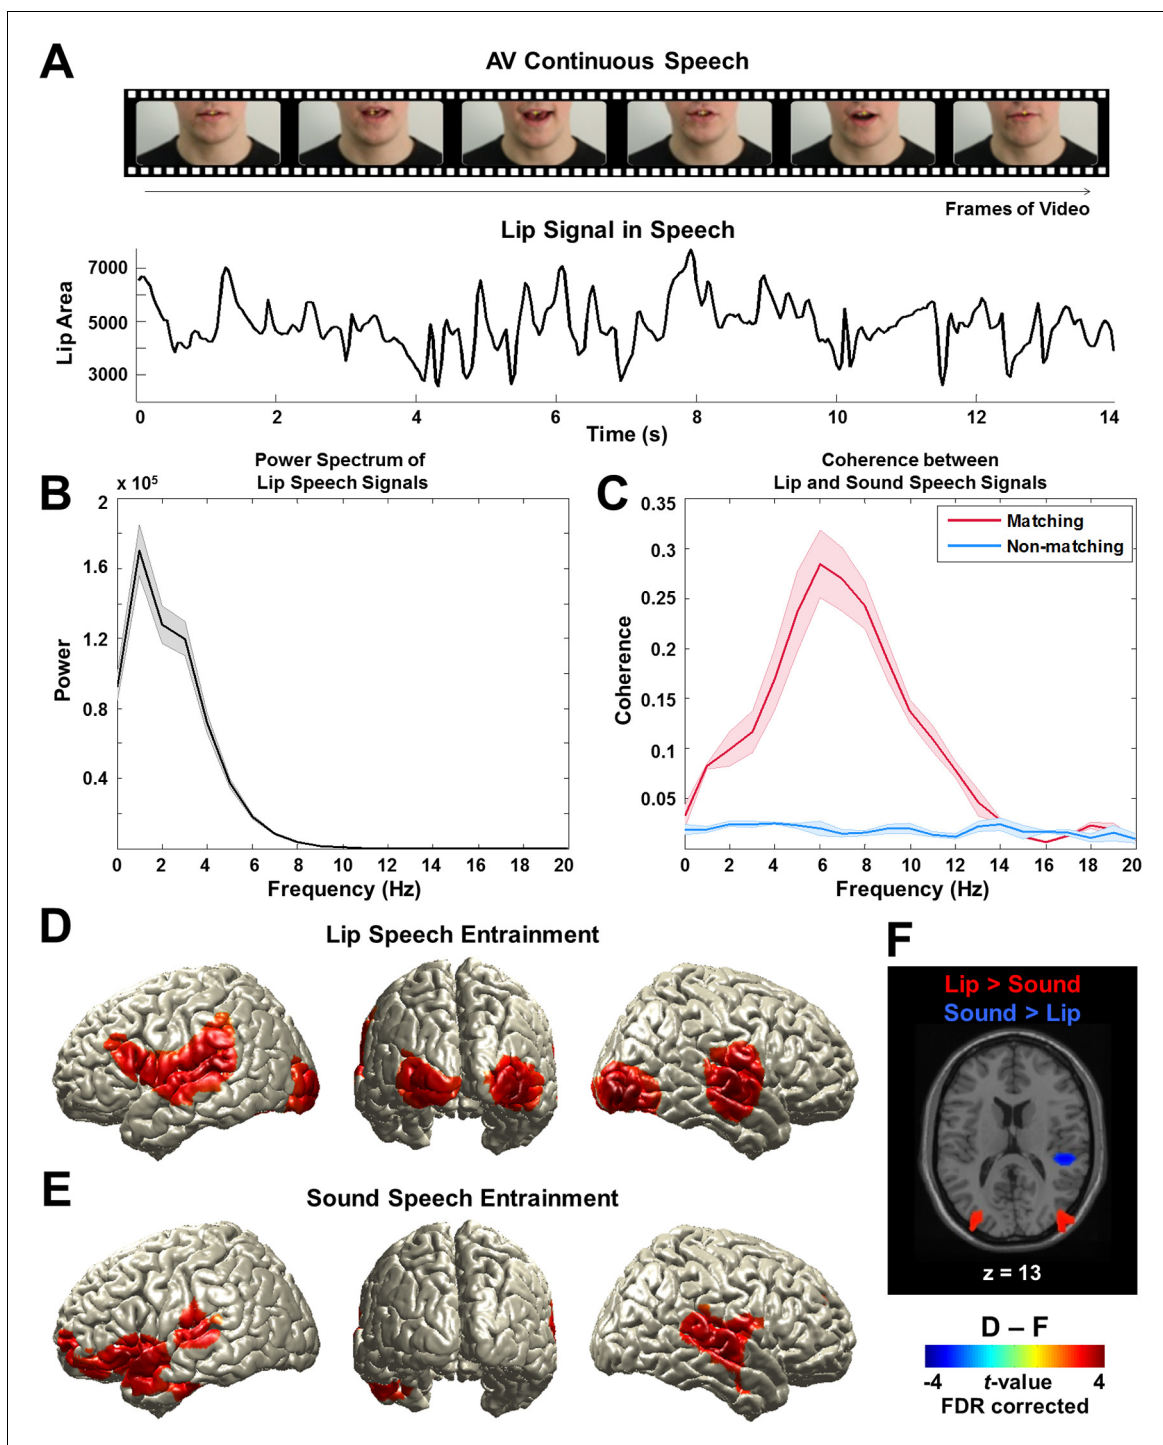 A
AV Continuous Speech
Frames of Video
Lip Signal in Speech
Lip Area
7000
5000
3000
0 2 4 6 8 10 12 14
Time (s)
B
Power Spectrum of
Lip Speech Signals
x 10⁵
Power
2
1.6
1.2
0.8
0.4
0 2 4 6 8 10 12 14 16 18 20
Frequency (Hz)
C
Coherence between
Lip and Sound Speech Signals
Matching
Non-matching
Coherence
0.35
0.3
0.25
0.2
0.15
0.1
0.05
0 2 4 6 8 10 12 14 16 18 20
Frequency (Hz)
D
Lip Speech Entrainment
E
Sound Speech Entrainment
F
Lip > Sound
Sound > Lip
z = 13
D – F
-4 t-value 4
FDR corrected